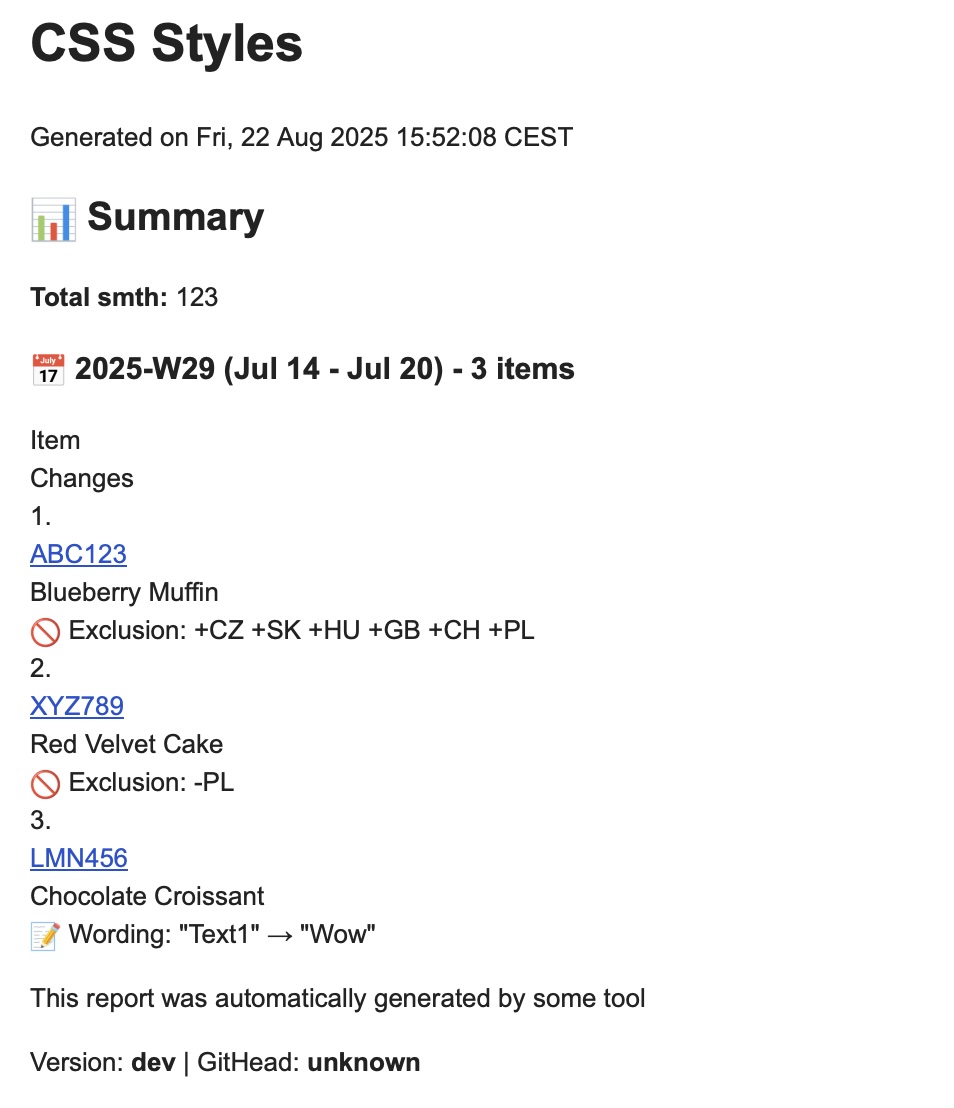 CSS Styles
Generated on Fri, 22 Aug 2025 15:52:08 CEST
📊 Summary
Total smth: 123
📅 2025-W29 (Jul 14 - Jul 20) - 3 items
Item
Changes
1.
ABC123
Blueberry Muffin
🚫 Exclusion: +CZ +SK +HU +GB +CH +PL
2.
XYZ789
Red Velvet Cake
🚫 Exclusion: -PL
3.
LMN456
Chocolate Croissant
📝 Wording: "Text1" → "Wow"
This report was automatically generated by some tool
Version: dev | GitHead: unknown